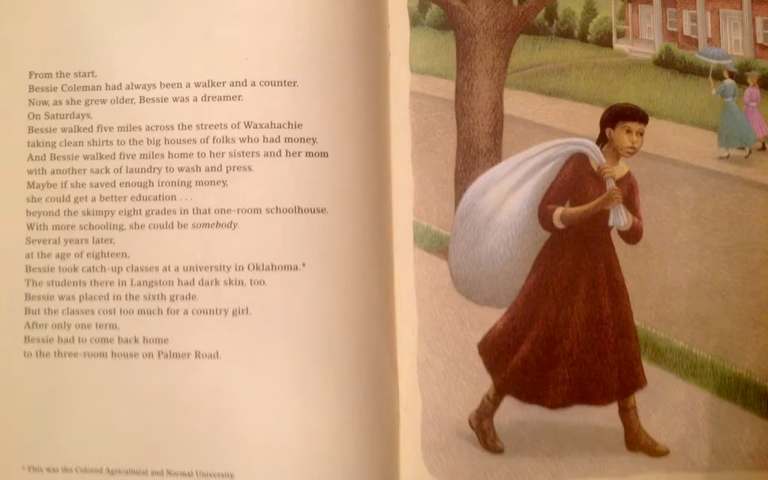 From the start,
Bessie Coleman had always been a walker and a counter.
Now, as she grew older, Bessie was a dreamer.
On Saturdays,
Bessie walked five miles across the streets of Waxahachie
taking clean shirts to the big houses of folks who had money.
And Bessie walked five miles home to her sisters and her mom
with another sack of laundry to wash and press.
Maybe if she saved enough ironing money,
she could get a better education . . .
beyond the skimpy eight grades in that one-room schoolhouse.
With more schooling, she could be somebody.
Several years later,
at the age of eighteen,
Bessie took catch-up classes at a university in Oklahoma.*
The students there in Langston had dark skin, too.
Bessie was placed in the sixth grade.
But the classes cost too much for a country girl.
After only one term,
Bessie had to come back home
to the three-room house on Palmer Road.
* This was the Colored Agricultural and Normal University